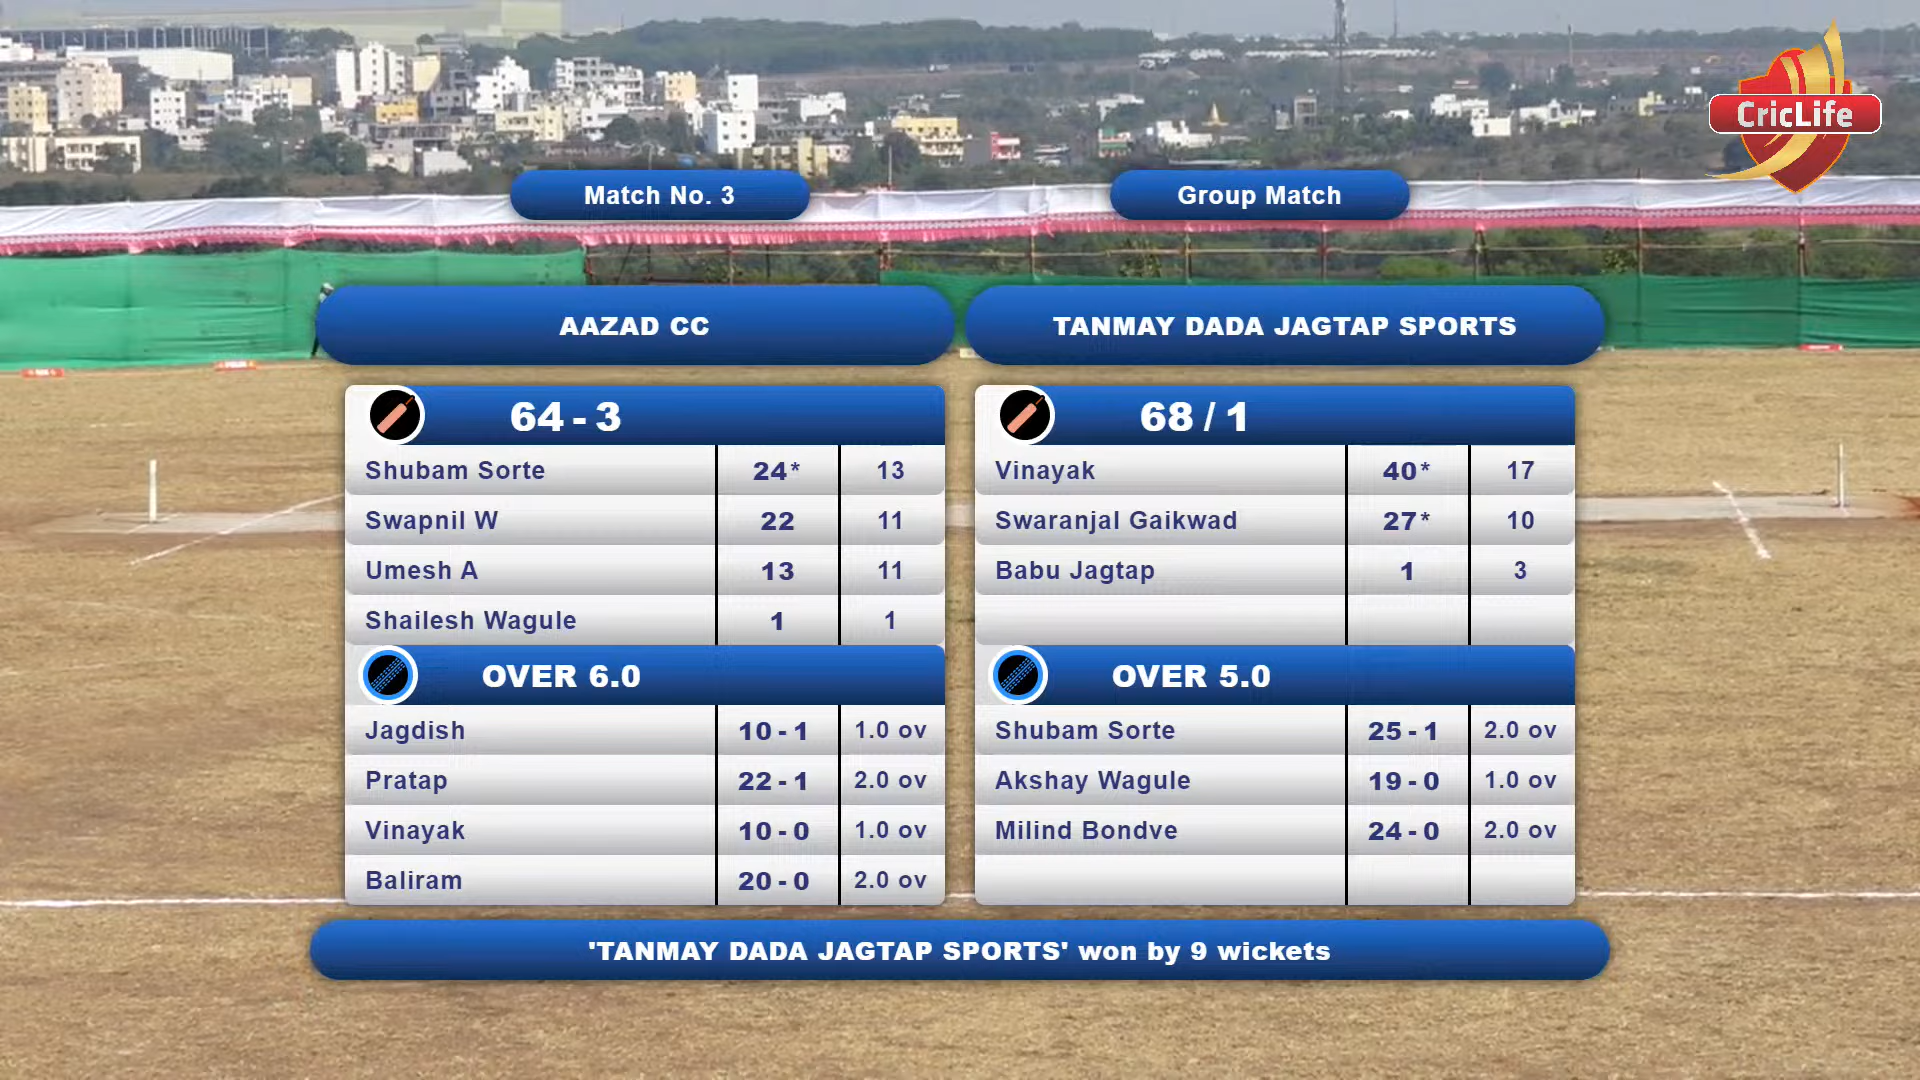 CricLife
Match No. 3
Group Match
AAZAD CC
TANMAY DADA JAGTAP SPORTS
64 - 3
Shubam Sorte 24* 13
Swapnil W 22 11
Umesh A 13 11
Shailesh Wagule 1 1
OVER 6.0
Jagdish 10 - 1 1.0 ov
Pratap 22 - 1 2.0 ov
Vinayak 10 - 0 1.0 ov
Baliram 20 - 0 2.0 ov
68 / 1
Vinayak 40* 17
Swaranjal Gaikwad 27* 10
Babu Jagtap 1 3
OVER 5.0
Shubam Sorte 25 - 1 2.0 ov
Akshay Wagule 19 - 0 1.0 ov
Milind Bondve 24 - 0 2.0 ov
'TANMAY DADA JAGTAP SPORTS' won by 9 wickets